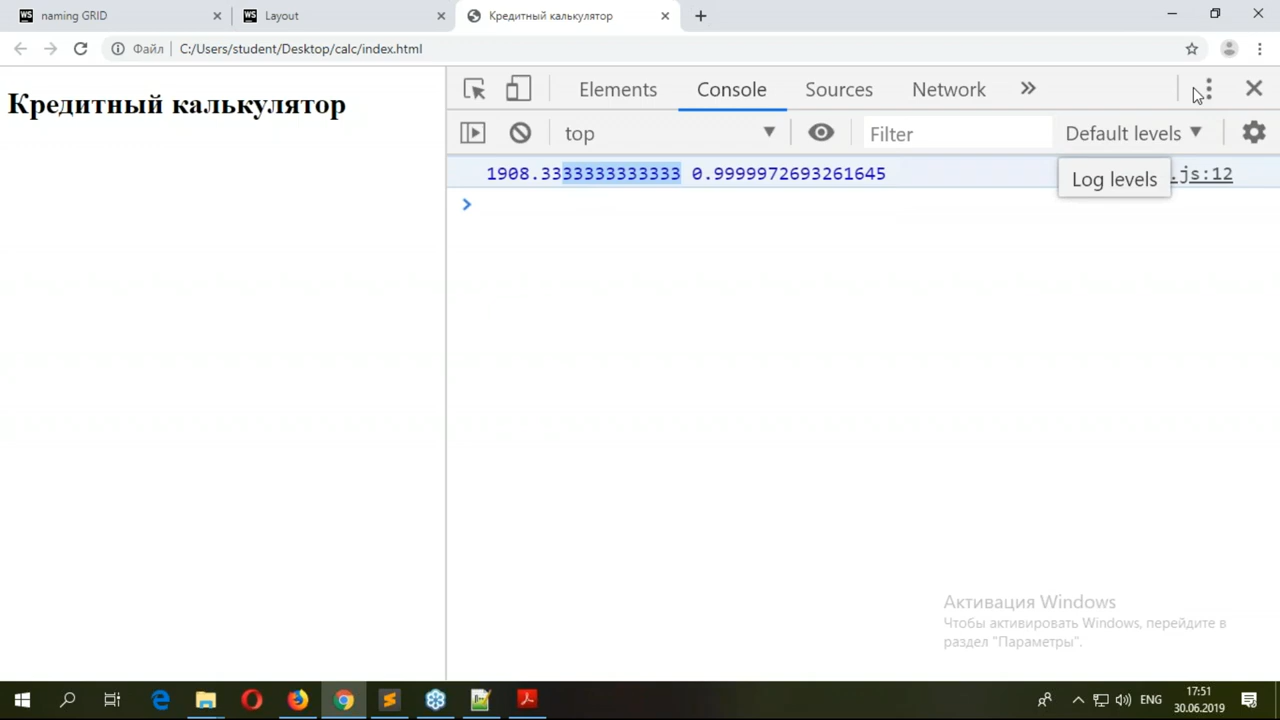 naming GRID
Layout
Кредитный калькулятор
Файл
C:/Users/student/Desktop/calc/index.html
Кредитный калькулятор
Elements
Console
Sources
Network
top
Filter
Default levels
1908.3333333333333 0.9999972693261645
.js:12
Log levels
Активация Windows
Чтобы активировать Windows, перейдите в
раздел "Параметры".
ENG
17:51
30.06.2019